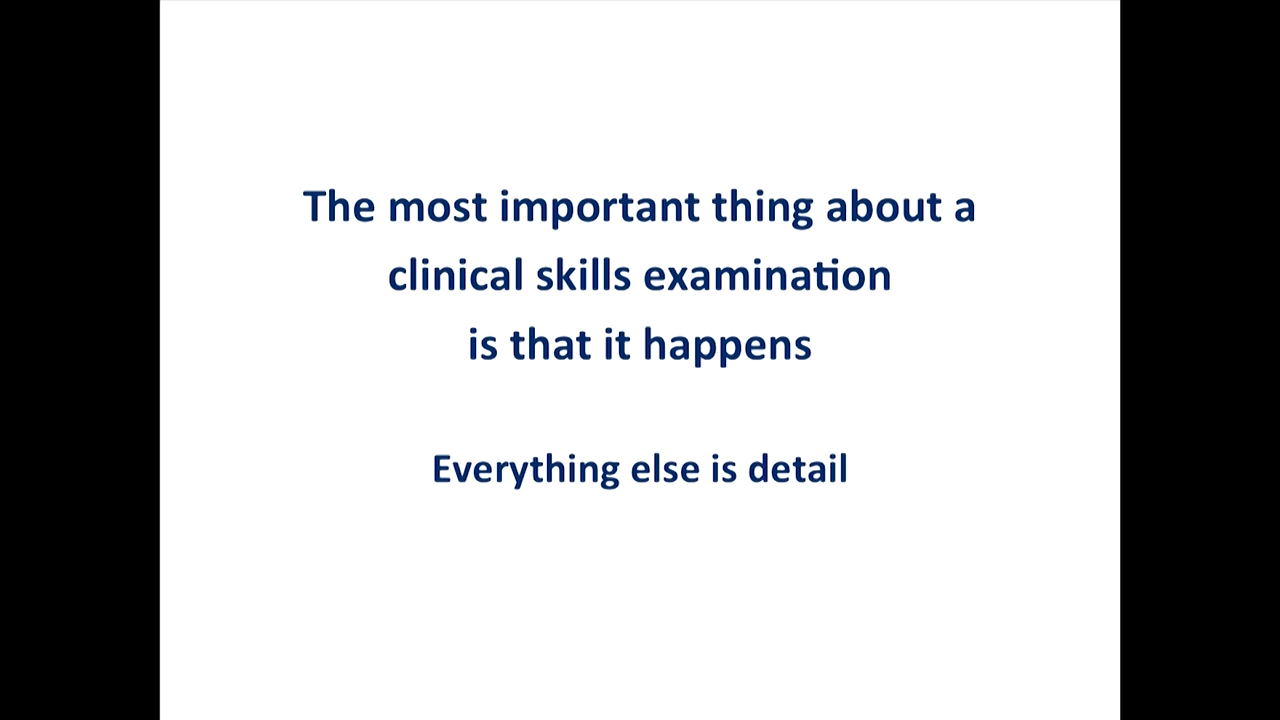 The most important thing about a
clinical skills examination
is that it happens
Everything else is detail